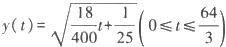 y(t) = √(18/400 t + 1/25) (0 ≤ t ≤ 64/3)